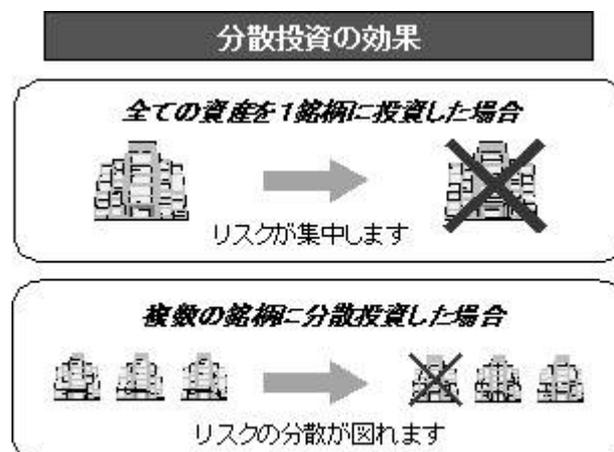 分散投資の効果
全ての資産を1銘柄に投資した場合
リスクが集中します
複数の銘柄に分散投資した場合
リスクの分散が図れます